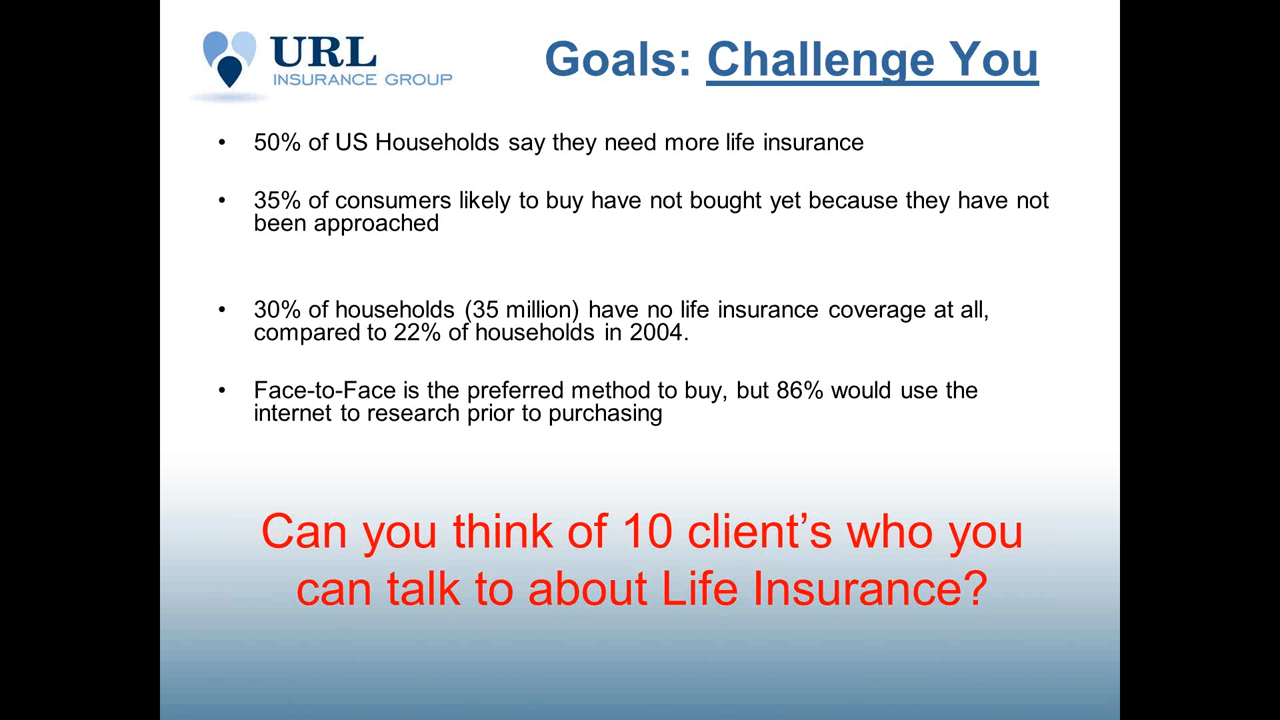 URL
INSURANCE GROUP
Goals: Challenge You
• 50% of US Households say they need more life insurance
• 35% of consumers likely to buy have not bought yet because they have not
been approached
• 30% of households (35 million) have no life insurance coverage at all,
compared to 22% of households in 2004.
• Face-to-Face is the preferred method to buy, but 86% would use the
internet to research prior to purchasing
Can you think of 10 client’s who you
can talk to about Life Insurance?